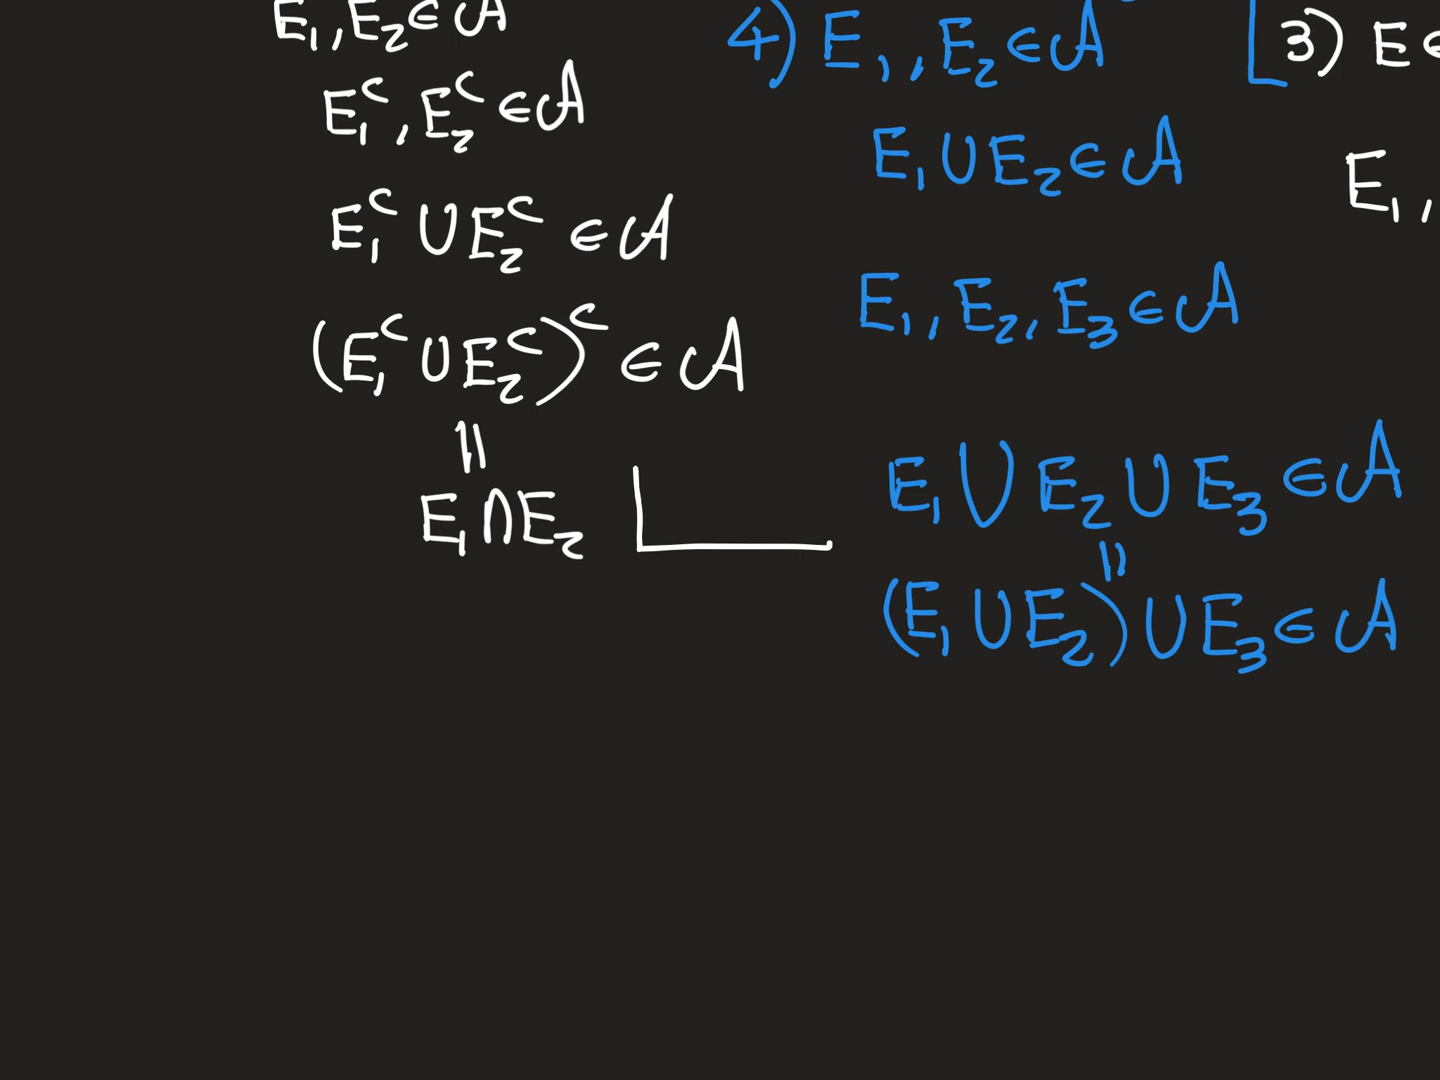 E₁, E₂ ∈ 𝒜
E₁ᶜ, E₂ᶜ ∈ 𝒜
E₁ᶜ ∪ E₂ᶜ ∈ 𝒜
(E₁ᶜ ∪ E₂ᶜ)ᶜ ∈ 𝒜
=
E₁ ∩ E₂
4) E₁, E₂ ∈ 𝒜
E₁ ∪ E₂ ∈ 𝒜
E₁, E₂, E₃ ∈ 𝒜
E₁ ∪ E₂ ∪ E₃ ∈ 𝒜
=
(E₁ ∪ E₂) ∪ E₃ ∈ 𝒜
3) E ∈
E₁,